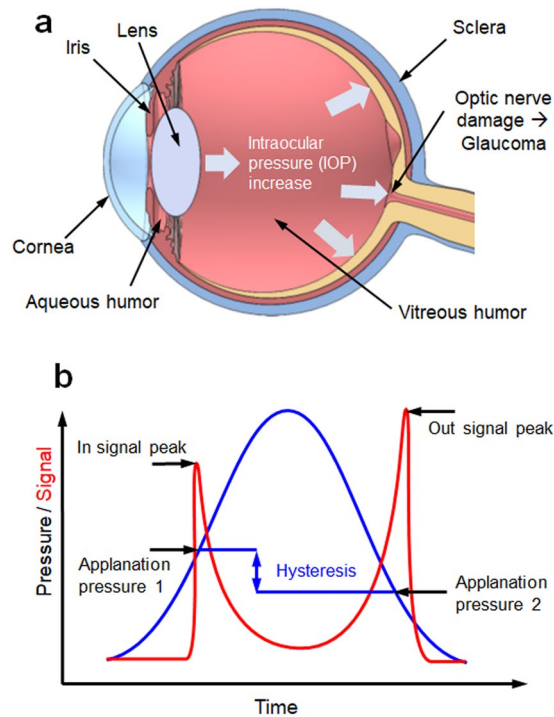 a
Lens
Iris
Sclera
Optic nerve
damage →
Glaucoma
Intraocular
pressure (IOP)
increase
Cornea
Aqueous humor
Vitreous humor
b
Out signal peak
In signal peak
Pressure / Signal
Applanation
pressure 1
Hysteresis
Applanation
pressure 2
Time